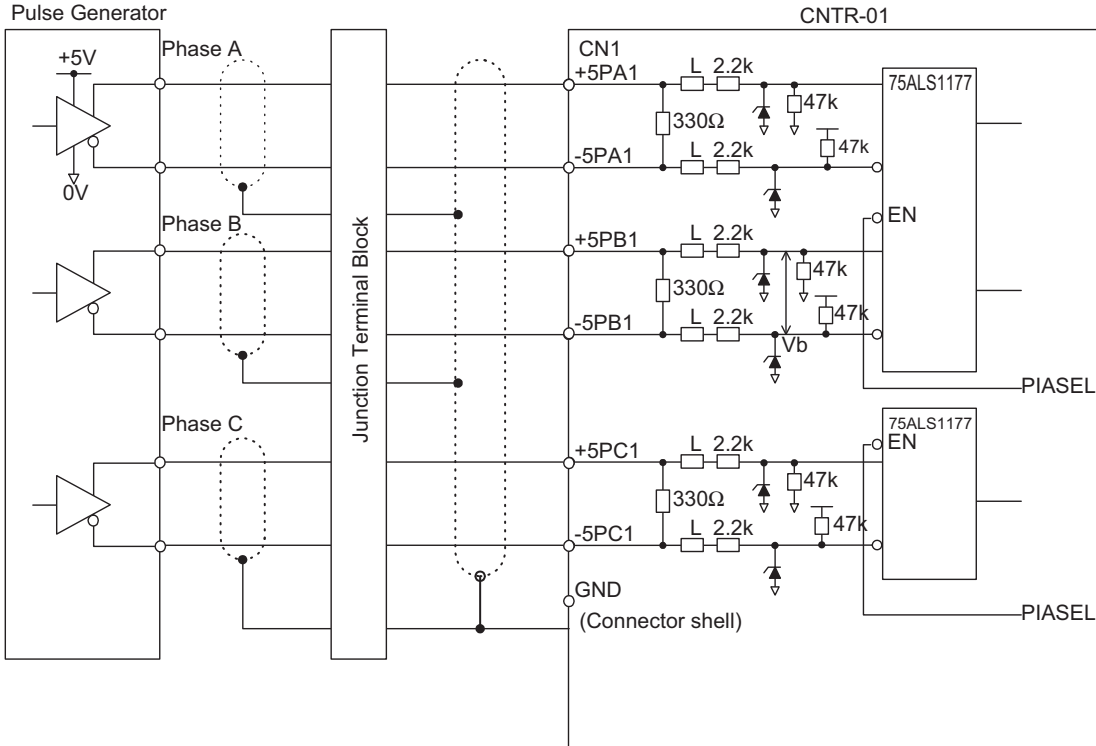 Pulse Generator
CNTR-01
+5V
Phase A
CN1
+5PA1
L 2.2k
75ALS1177
47k
330Ω
47k
-5PA1
L 2.2k
0V
EN
Phase B
+5PB1
L 2.2k
47k
330Ω
47k
-5PB1
L 2.2k
Vb
PIASEL
Junction Terminal Block
Phase C
75ALS1177
EN
+5PC1
L 2.2k
47k
330Ω
47k
-5PC1
L 2.2k
GND
(Connector shell)
PIASEL